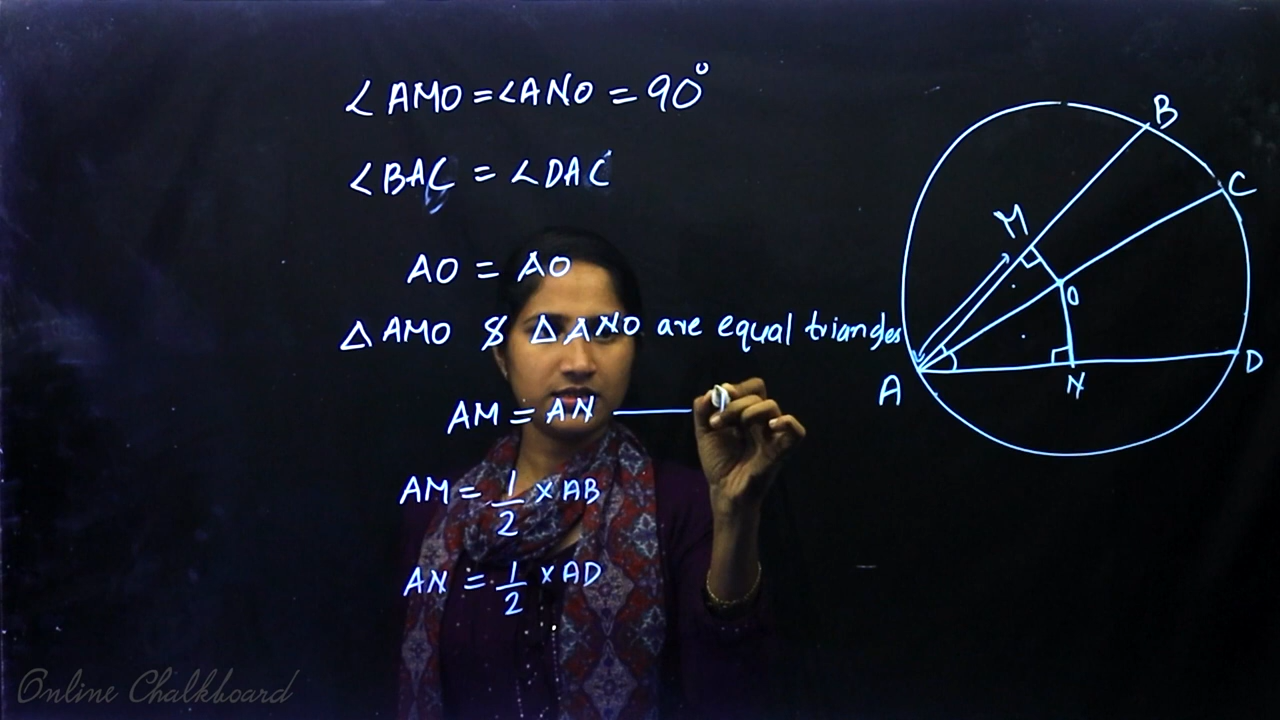 ∠AMO = ∠ANO = 90°
∠BAC = ∠DAC
AO = AO
△AMO & △ANO are equal triangles
AM = AN
AM = 1/2 × AB
AN = 1/2 × AD
B
C
M
O
D
A
N
Online Chalkboard